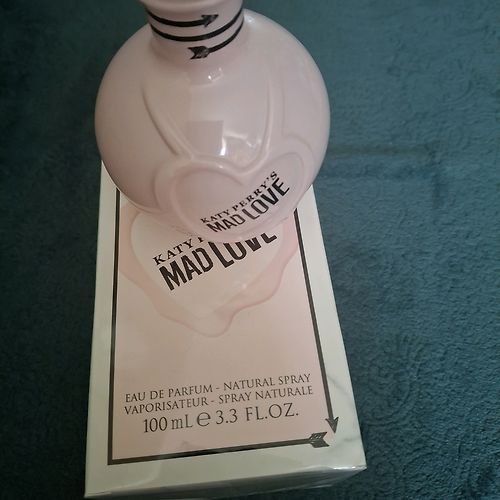 KATY PERRY'S
MAD LOVE
KATY P
MAD LOVE
EAU DE PARFUM - NATURAL SPRAY
VAPORISATEUR - SPRAY NATURALE
100 mL ℮ 3.3 FL.OZ.